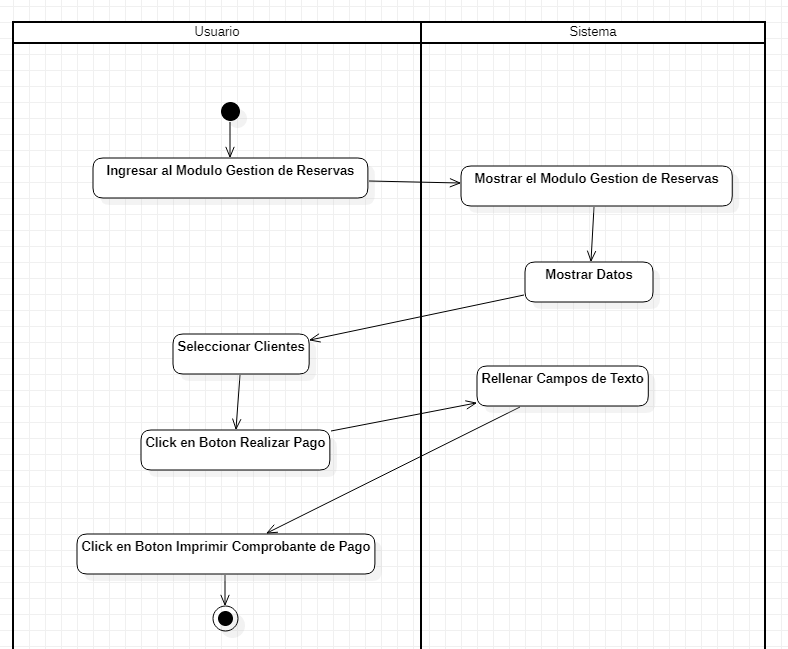 Usuario
Sistema
Ingresar al Modulo Gestion de Reservas
Mostrar el Modulo Gestion de Reservas
Mostrar Datos
Seleccionar Clientes
Rellenar Campos de Texto
Click en Boton Realizar Pago
Click en Boton Imprimir Comprobante de Pago